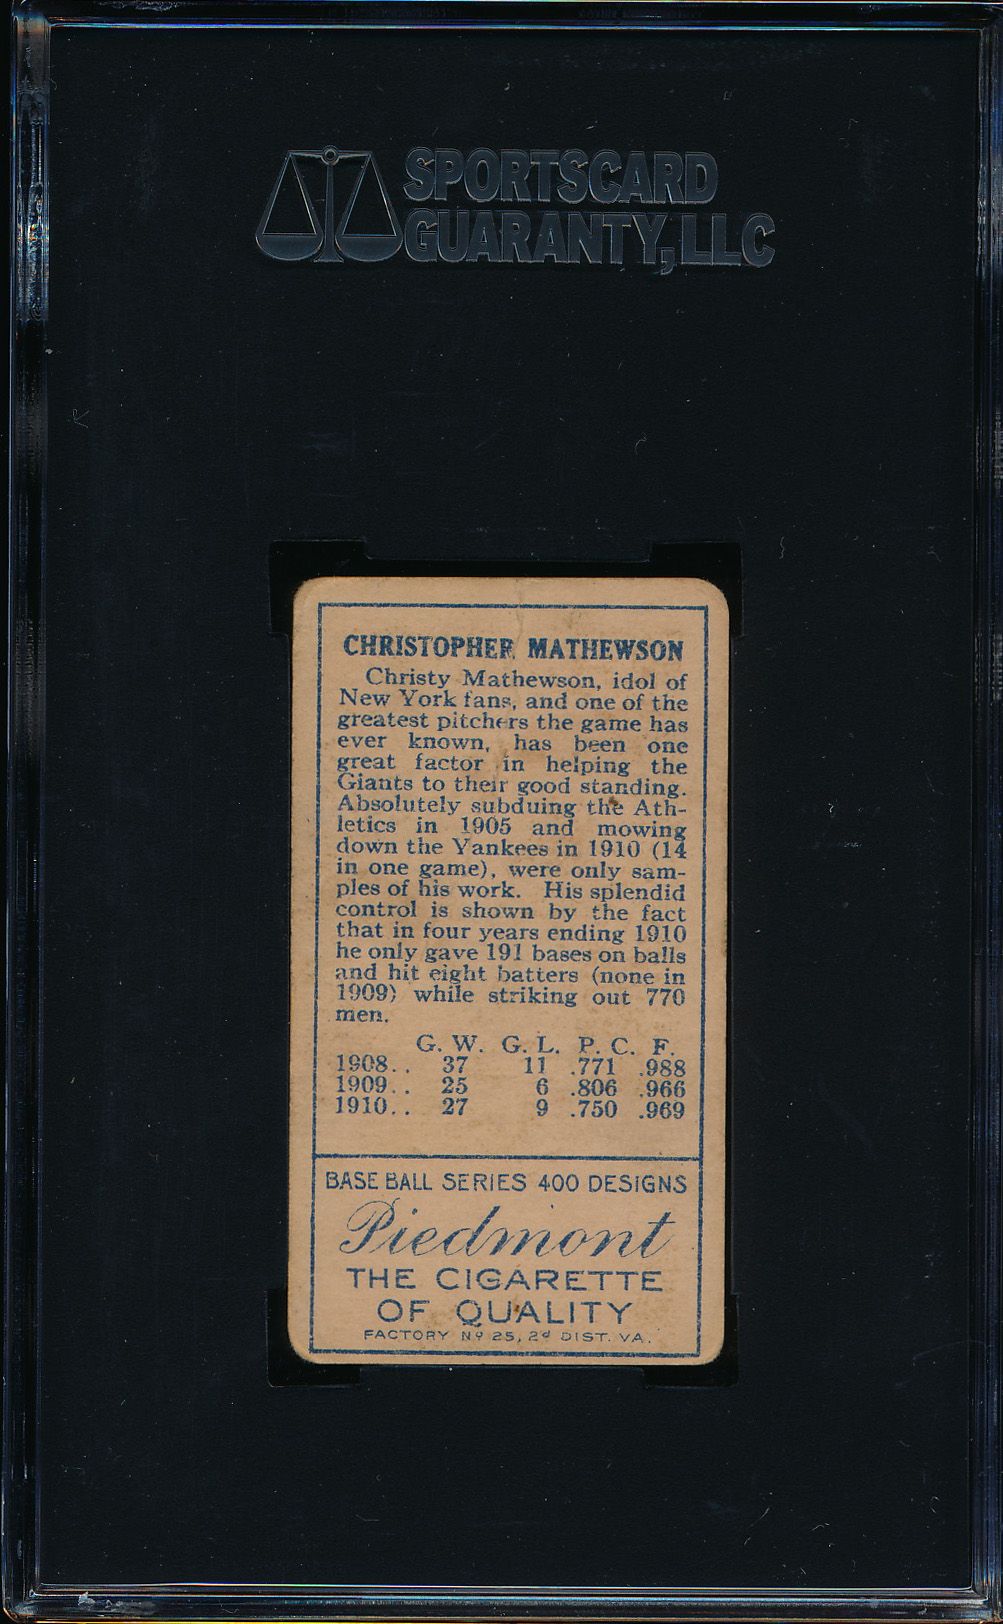 SPORTSCARD
GUARANTY, LLC
CHRISTOPHER MATHEWSON
Christy Mathewson, idol of
New York fans, and one of the
greatest pitchers the game has
ever known, has been one
great factor in helping the
Giants to their good standing.
Absolutely subduing the Ath-
letics in 1905 and mowing
down the Yankees in 1910 (14
in one game), were only sam-
ples of his work. His splendid
control is shown by the fact
that in four years ending 1910
he only gave 191 bases on balls
and hit eight batters (none in
1909) while striking out 770
men.
G. W. G. L. P. C. F.
1908.. 37 11 .771 .988
1909.. 25 6 .806 .966
1910.. 27 9 .750 .969
BASE BALL SERIES 400 DESIGNS
Piedmont
THE CIGARETTE
OF QUALITY
FACTORY Nº 25, 2d DIST. VA.